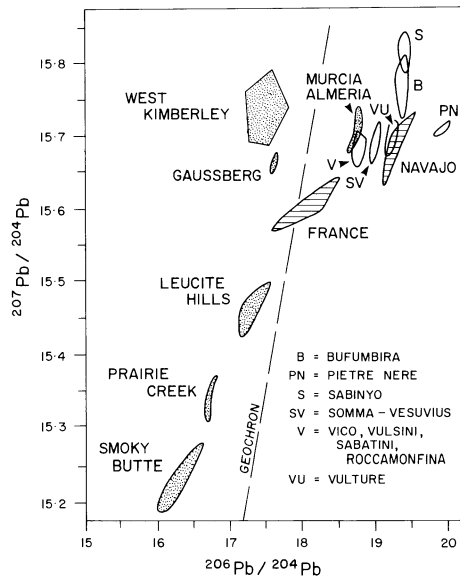 S
15.8
MURCIA
ALMERIA
VU
B
WEST
KIMBERLEY
PN
15.7
GAUSSBERG
V
SV
NAVAJO
15.6
FRANCE
207Pb / 204Pb
15.5
LEUCITE
HILLS
15.4
B = BUFUMBIRA
PRAIRIE
CREEK
PN = PIETRE NERE
S = SABINYO
15.3
SV = SOMMA - VESUVIUS
V = VICO, VULSINI,
SABATINI,
ROCCAMONFINA
SMOKY
BUTTE
GEOCHRON
VU = VULTURE
15.2
15 16 17 18 19 20
206Pb / 204Pb